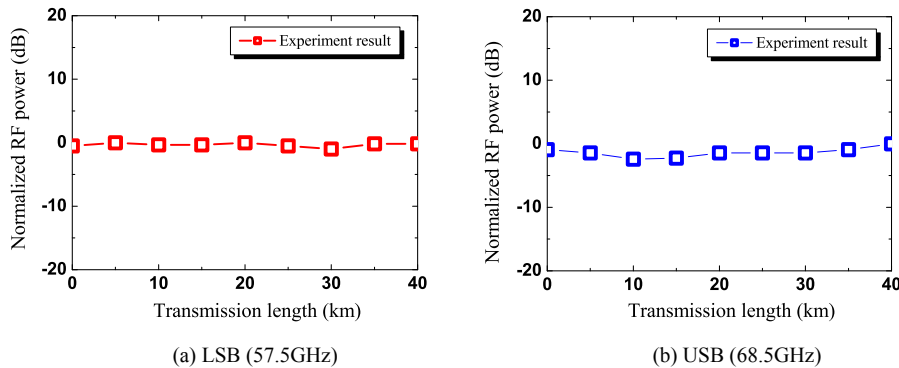 Normalized RF power (dB)
20
10
0
-10
-20
Experiment result
0
10
20
30
40
Transmission length (km)
(a) LSB (57.5GHz)
Normalized RF power (dB)
20
10
0
-10
-20
Experiment result
0
10
20
30
40
Transmission length (km)
(b) USB (68.5GHz)